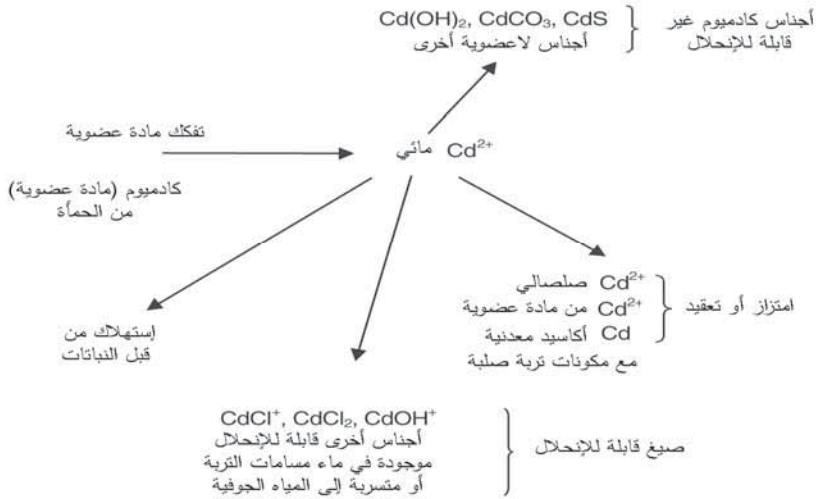 Cd(OH)₂, CdCO₃, CdS
أجناس لاعضوية أخرى
أجناس كادميوم غير
قابلة للإنحلال
تفكك مادة عضوية
كادميوم (مادة عضوية)
من الحمأة
Cd²⁺ مائي
إستهلاك من
قبل النباتات
Cd²⁺ صلصالي
Cd²⁺ من مادة عضوية
Cd أكاسيد معدنية
مع مكونات تربة صلبة
امتزاز أو تعقيد
CdCl⁺, CdCl₂, CdOH⁺
أجناس أخرى قابلة للإنحلال
موجودة في ماء مسامات التربة
أو متسربة إلى المياه الجوفية
صيغ قابلة للإنحلال